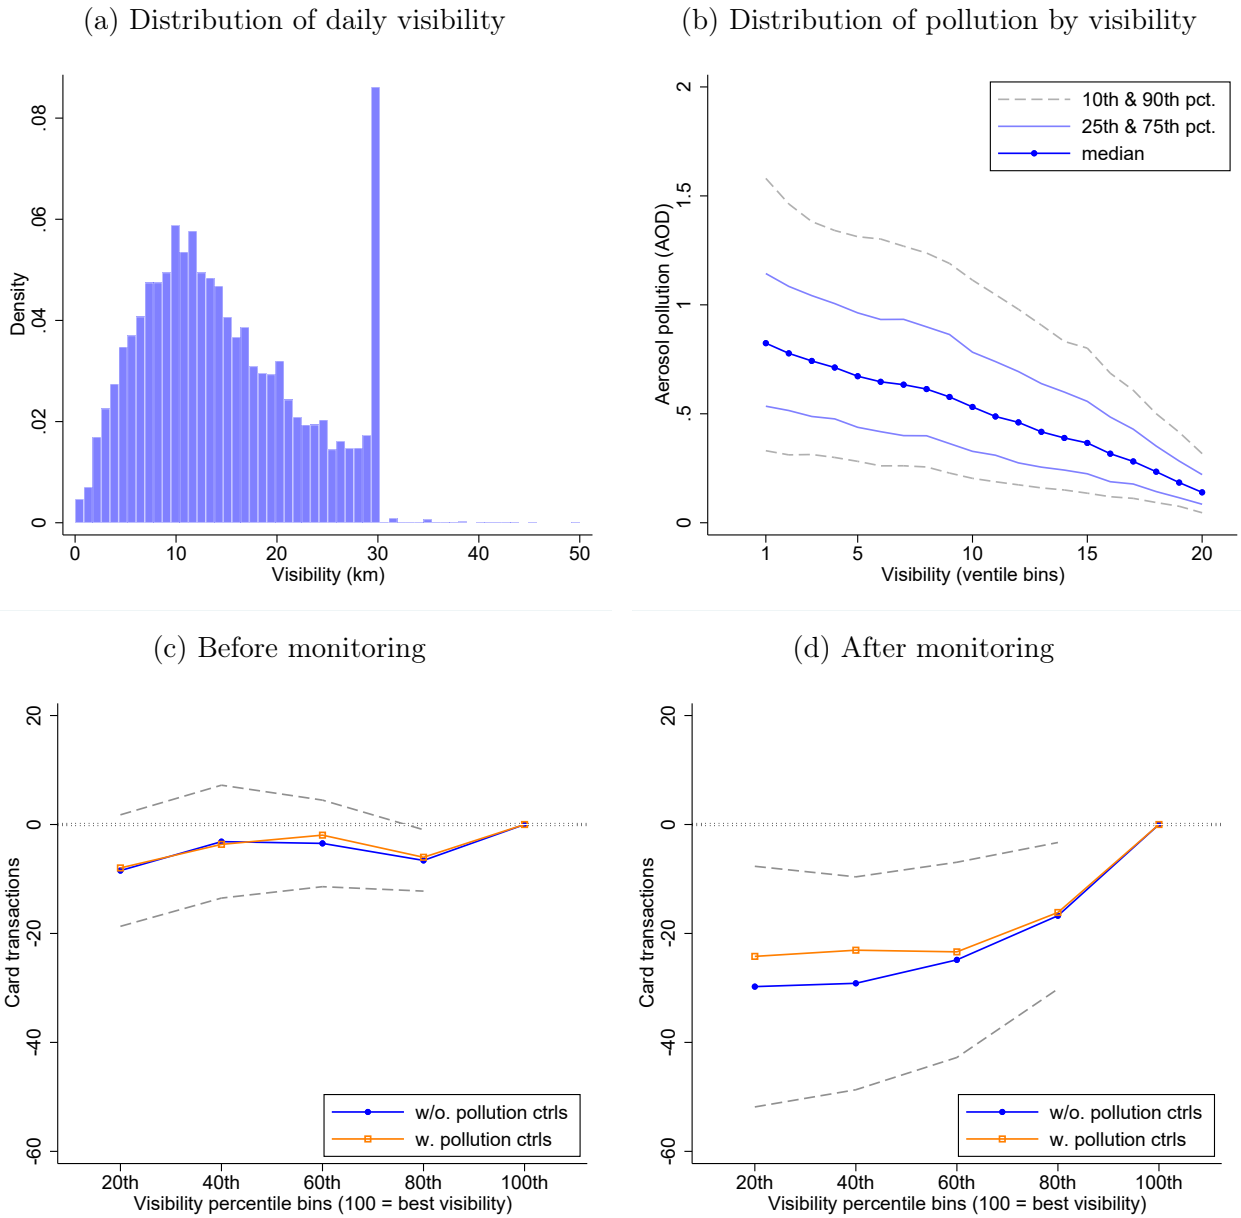 (a) Distribution of daily visibility
Density
0
.02
.04
.06
.08
0
10
20
30
40
50
Visibility (km)
(b) Distribution of pollution by visibility
Aerosol pollution (AOD)
0
.5
1
1.5
2
10th & 90th pct.
25th & 75th pct.
median
1
5
10
15
20
Visibility (ventile bins)
(c) Before monitoring
Card transactions
20
0
-20
-40
-60
w/o. pollution ctrls
w. pollution ctrls
20th
40th
60th
80th
100th
Visibility percentile bins (100 = best visibility)
(d) After monitoring
Card transactions
20
0
-20
-40
-60
w/o. pollution ctrls
w. pollution ctrls
20th
40th
60th
80th
100th
Visibility percentile bins (100 = best visibility)